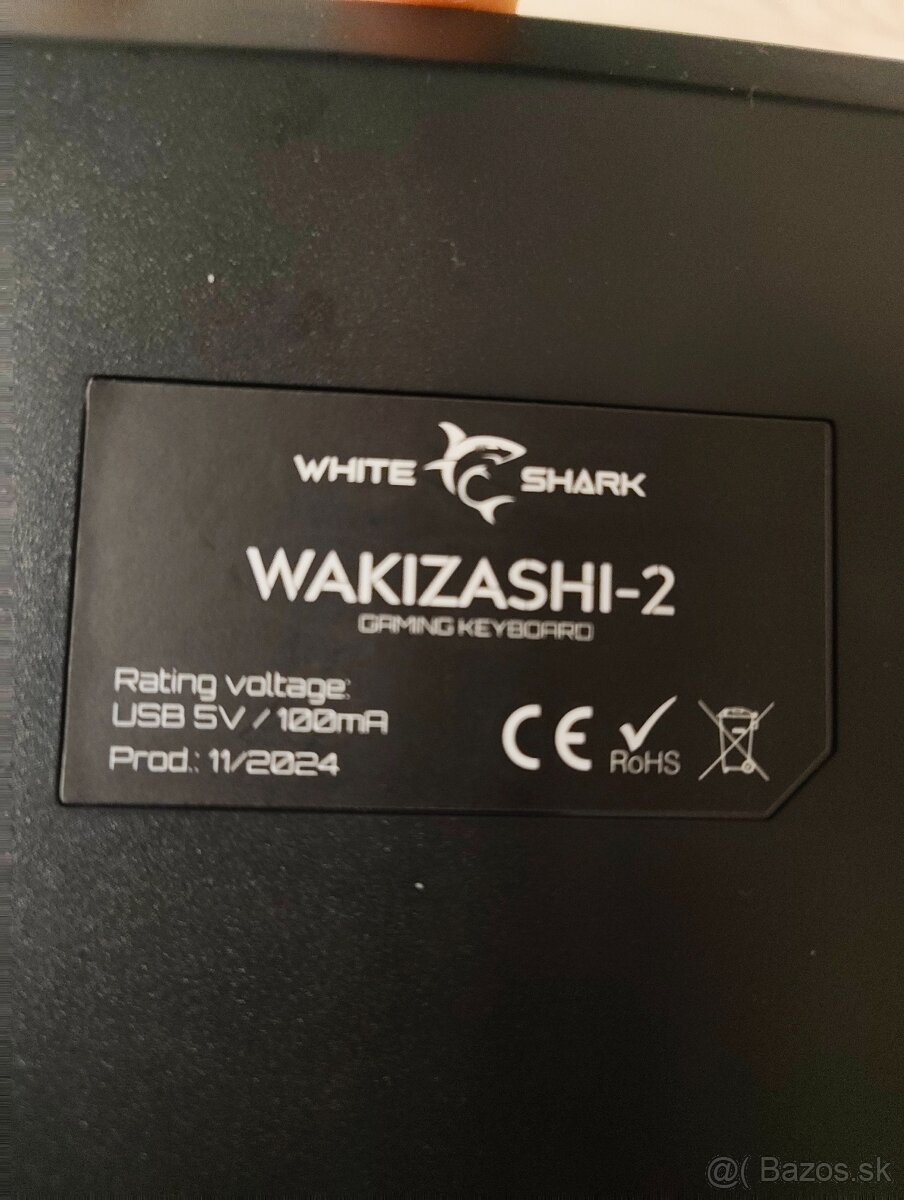 WHITE SHARK
WAKIZASHI-2
GAMING KEYBOARD
Rating voltage:
USB 5V / 100mA
Prod.: 11/2024
CE
RoHS
@( Bazos.sk